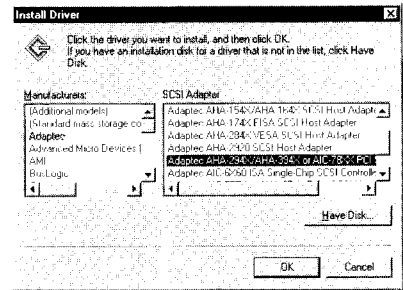 Install Driver
Click the driver you want to install, and then click OK.
If you have an installation disk for a driver that is not in the list, click Have
Disk.
Manufacturers:
(Additional models)
(Standard mass storage co
Adaptec
Advanced Micro Devices (
AMI
BusLogic
SCSI Adapter
Adaptec AHA-154X/AHA-164X SCSI Host Adapte
Adaptec AHA-174X EISA Host Adapter
Adaptec AHA-284X VESA SCSI Host Adapter
Adaptec AHA-2920 SCSI Host Adapter
Adaptec AHA-294X/AHA-394X or AIC-78XX PCI
Adaptec AIC-6X60 ISA Single-Chip SCSI Controlle
Have Disk...
OK
Cancel